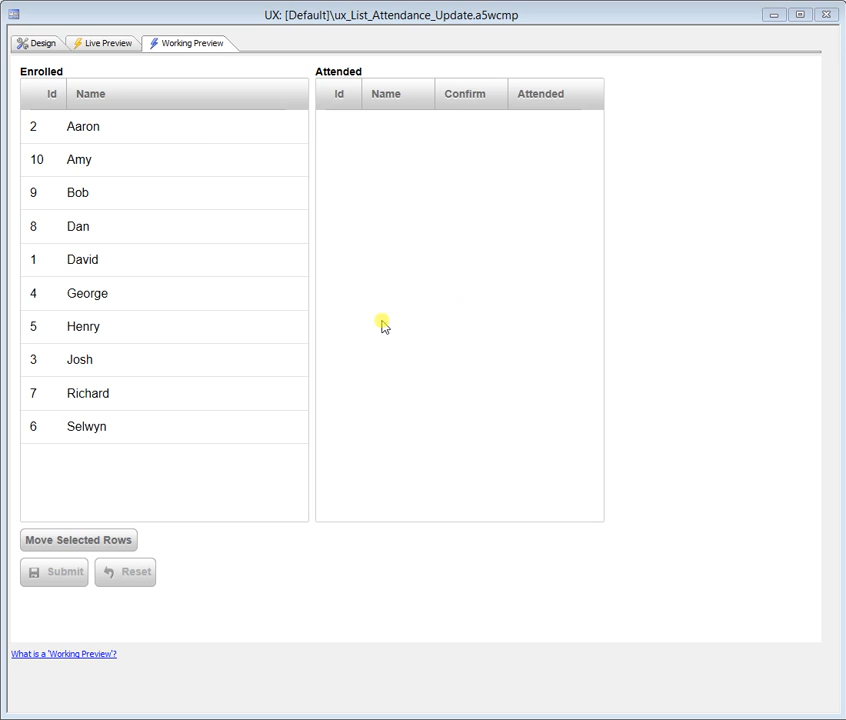 UX: [Default]\ux_List_Attendance_Update.a5wcmp
Design Live Preview Working Preview
Enrolled Attended
Id Name Id Name Confirm Attended
2 Aaron
10 Amy
9 Bob
8 Dan
1 David
4 George
5 Henry
3 Josh
7 Richard
6 Selwyn
Move Selected Rows
Submit Reset
What is a 'Working Preview'?